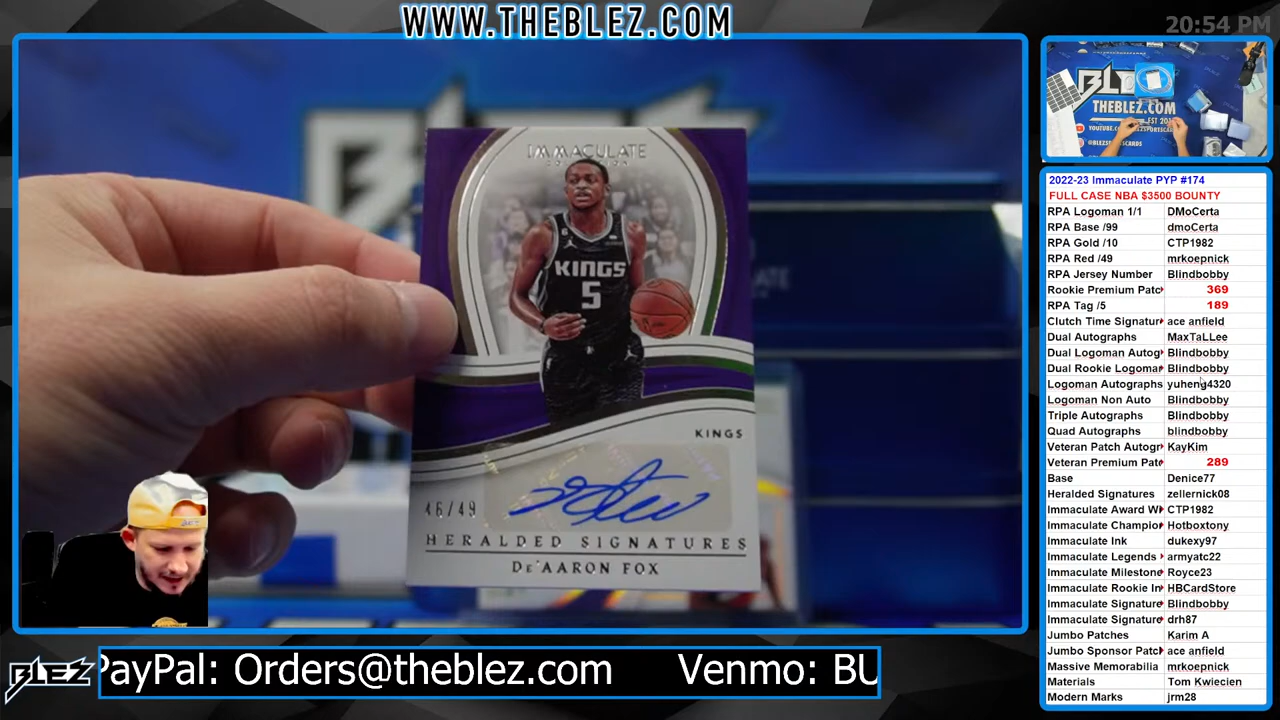 WWW.THEBLEZ.COM
20:54 PM
IMMACULATE
KINGS
5
KINGS
46/49
HERALDED SIGNATURES
DE'AARON FOX
BLEZ
PayPal: Orders@theblez.com Venmo: BU
THEBLEZ.COM
2022-23 Immaculate PYP #174
FULL CASE NBA $3500 BOUNTY
RPA Logoman 1/1 DMoCerta
RPA Base /99 dmoCerta
RPA Gold /10 CTP1982
RPA Red /49 mrkoepnick
RPA Jersey Number Blindbobby
Rookie Premium Patc 369
RPA Tag /5 189
Clutch Time Signatur ace anfield
Dual Autographs MaxTaLLee
Dual Logoman Autog Blindbobby
Dual Rookie Logomar Blindbobby
Logoman Autographs yuheng4320
Logoman Non Auto Blindbobby
Triple Autographs Blindbobby
Quad Autographs blindbobby
Veteran Patch Autogr KayKim
Veteran Premium Pat 289
Base Denice77
Heralded Signatures zellernick08
Immaculate Award Wi CTP1982
Immaculate Champio Hotboxtony
Immaculate Ink dukexy97
Immaculate Legends armyatc22
Immaculate Milestone Royce23
Immaculate Rookie In HBCardStore
Immaculate Signature Blindbobby
Immaculate Signature drh87
Jumbo Patches Karim A
Jumbo Sponsor Patch ace anfield
Massive Memorabilia mrkoepnick
Materials Tom Kwiecien
Modern Marks jrm28